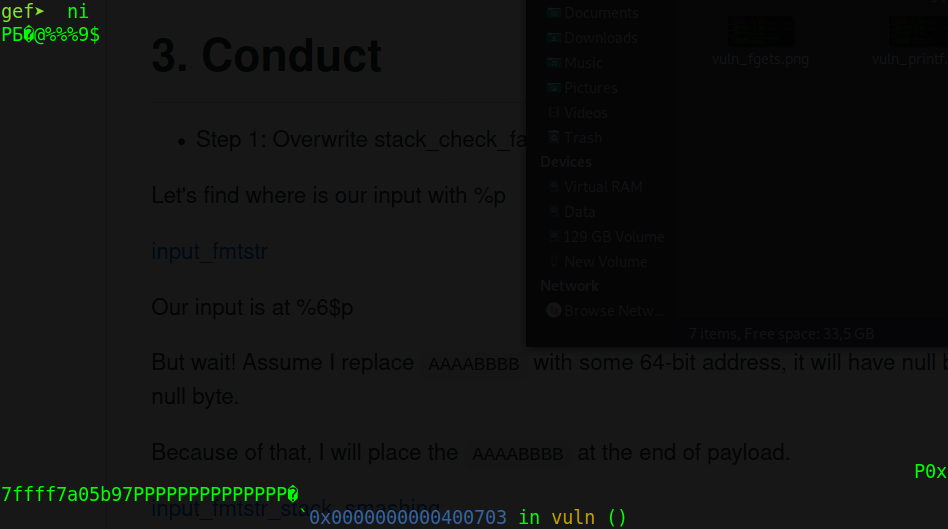 gef➤ ni
PБ�@%%%9$
3. Conduct
Step 1: Overwrite stack_check_fa
Let's find where is our input with %p
input_fmtstr
Our input is at %6$p
But wait! Assume I replace AAAABBBB with some 64-bit address, it will have null b
null byte.
Because of that, I will place the AAAABBBB at the end of payload.
P0x
7ffff7a05b97PPPPPPPPPPPPPPP�
input_fmtstr_stack_smashing
`0x0000000000400703 in vuln ()
Documents
Downloads
Music
Pictures
Videos
Trash
Devices
Virtual RAM
Data
129 GB Volume
New Volume
Network
Browse Netw...
vuln_fgets.png
vuln_printf.
7 items, Free space: 33,5 GB